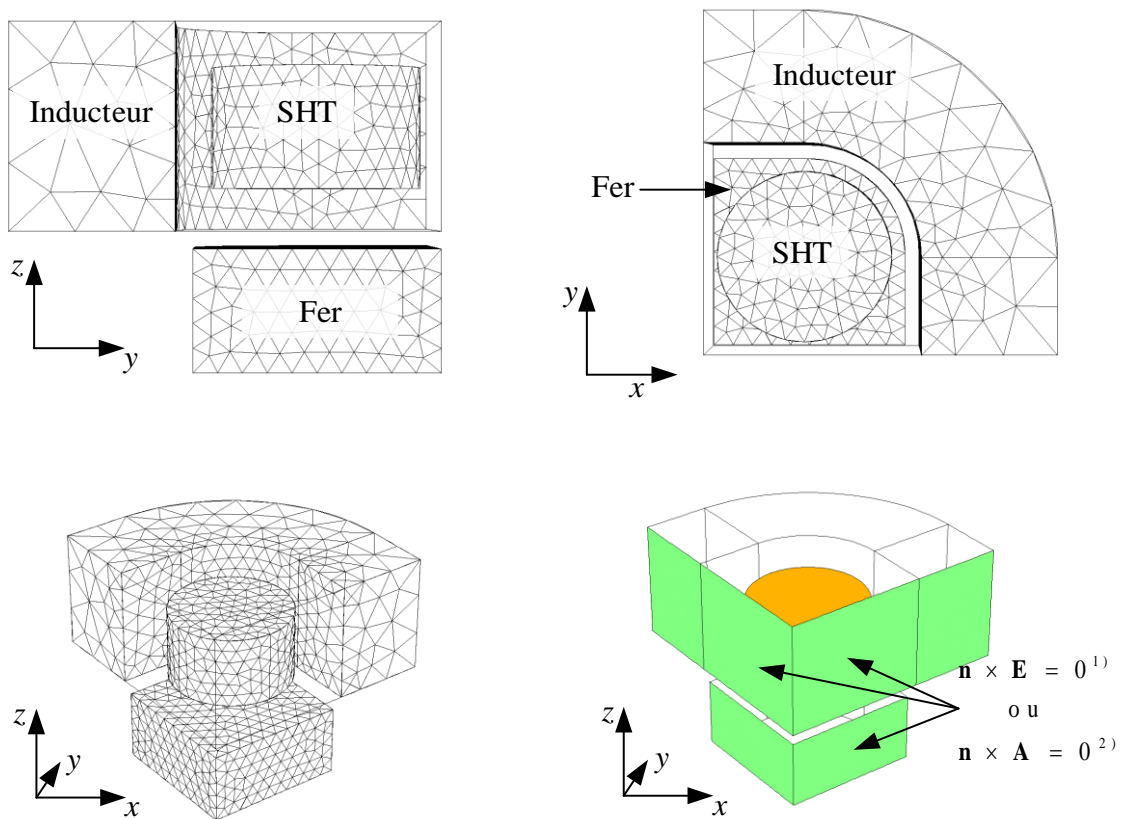 Inducteur
SHT
Fer
z
y
Inducteur
Fer
SHT
y
x
z
y
x
n × E = 0 1)
ou
n × A = 0 2)
z
y
x